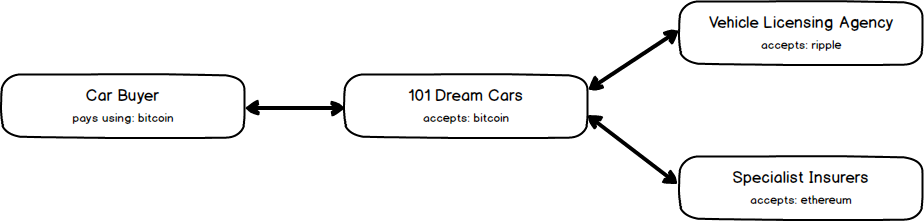 Car Buyer
pays using: bitcoin
101 Dream Cars
accepts: bitcoin
Vehicle Licensing Agency
accepts: ripple
Specialist Insurers
accepts: ethereum